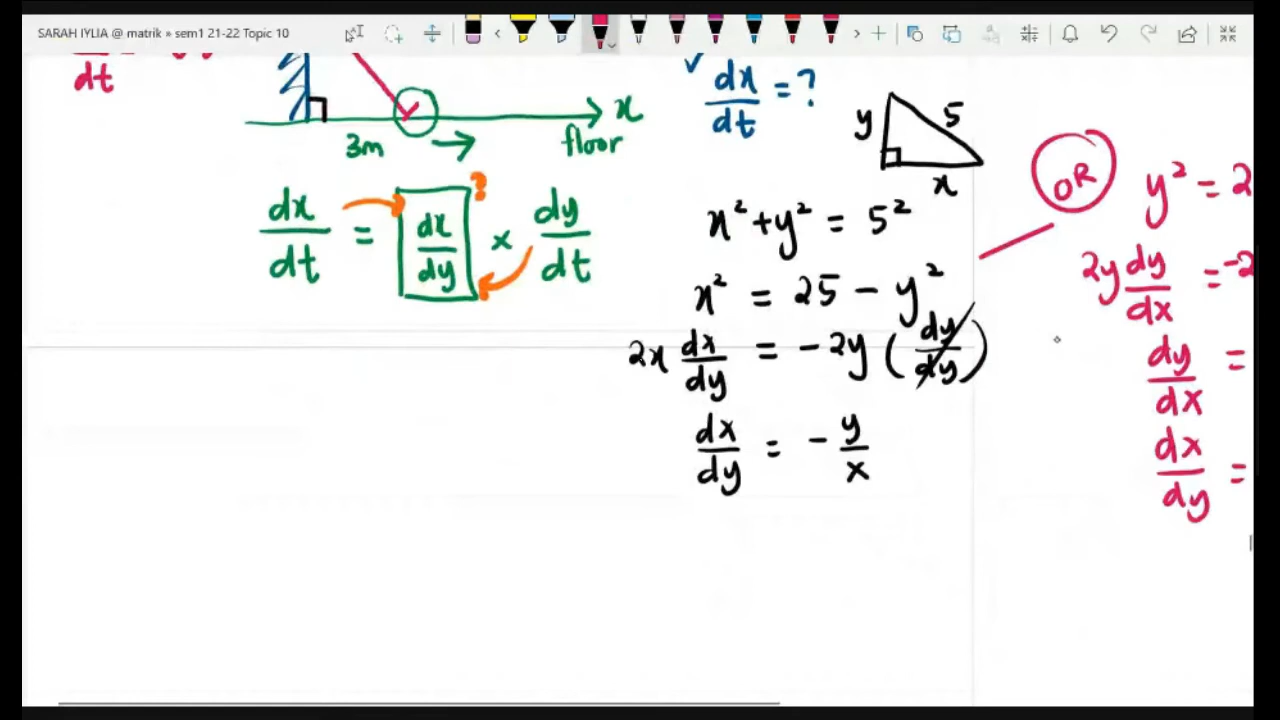 SARAH IYLIA @ matrik » sem1 21-22 Topic 10
dt
x
3m
floor
dx/dt = ?
y 5
x
dx/dt = dx/dy × dy/dt
?
x² + y² = 5²
x² = 25 - y²
2x dx/dy = - 2y (dy/dy)
dx/dy = - y/x
OR
y² = 2
2y dy/dx = -2
dy/dx =
dx/dy =